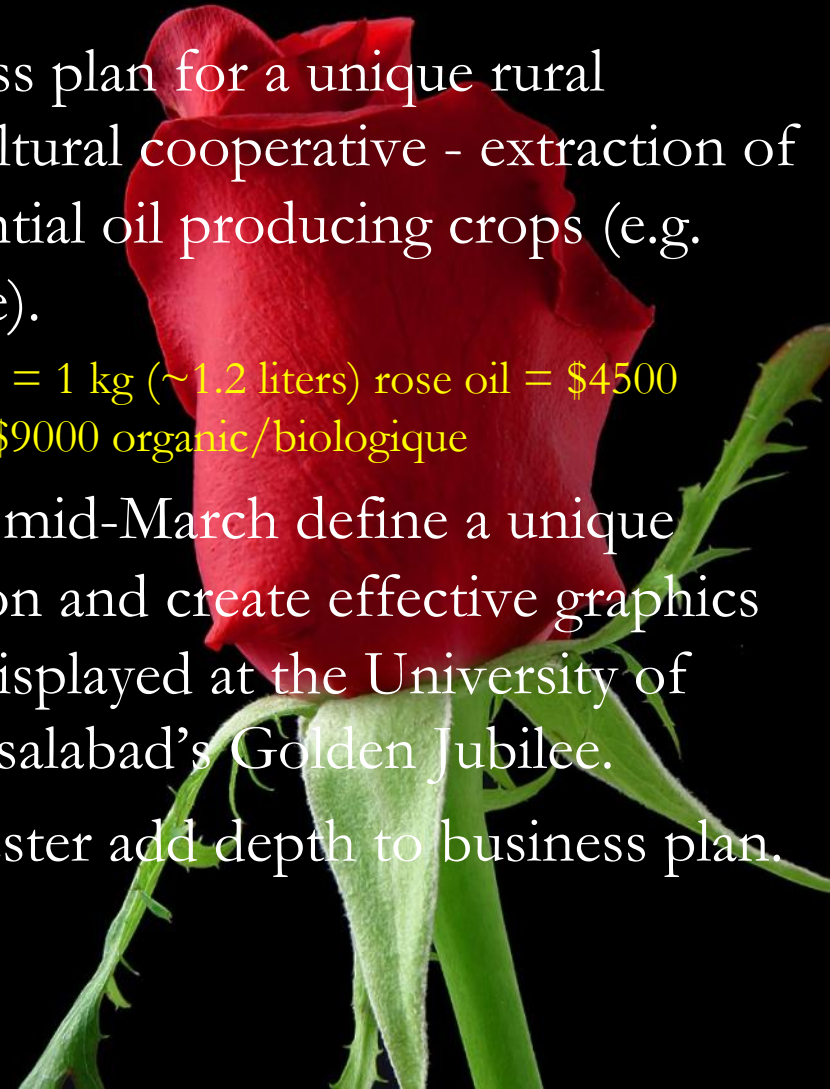 ss plan for a unique rural
ltural cooperative - extraction of
ntial oil producing crops (e.g.
e).
= 1 kg (~1.2 liters) rose oil = $4500
$9000 organic/biologique
mid-March define a unique
on and create effective graphics
isplayed at the University of
salabad’s Golden Jubilee.
ester add depth to business plan.